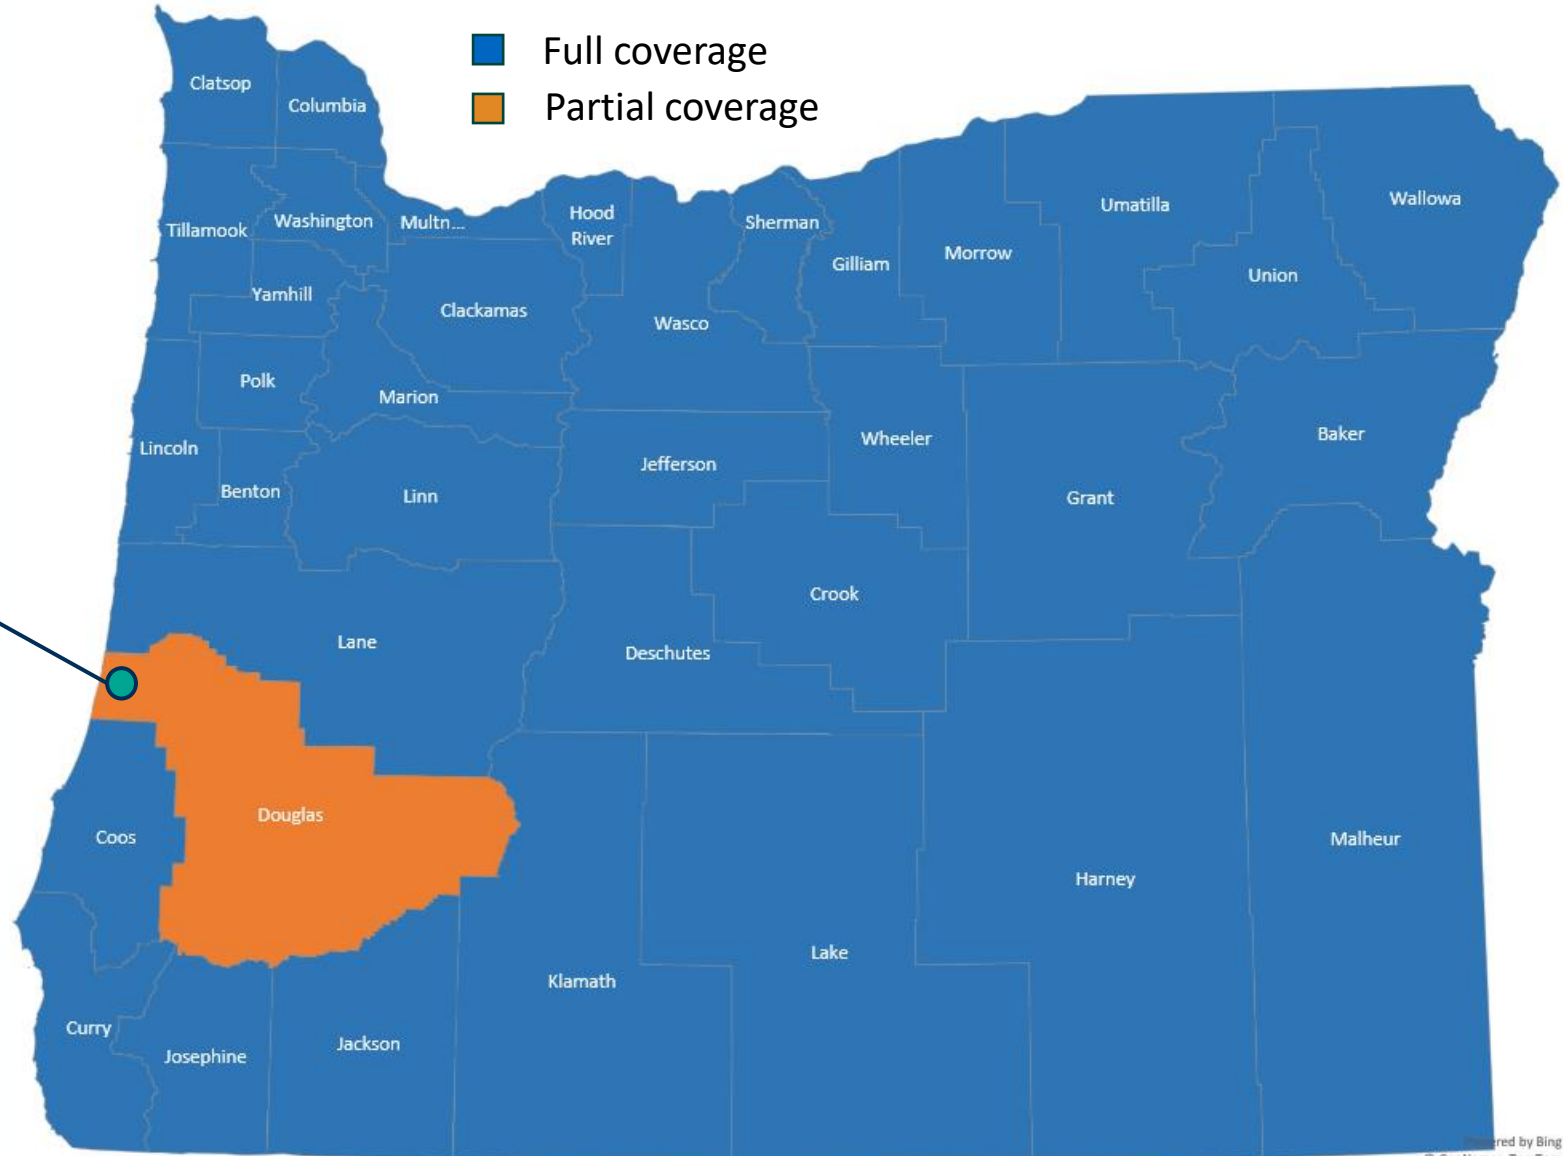 Full coverage
Partial coverage
Clatsop
Columbia
Tillamook
Washington
Multn...
Hood
River
Sherman
Gilliam
Morrow
Umatilla
Union
Wallowa
Yamhill
Clackamas
Wasco
Polk
Marion
Lincoln
Benton
Linn
Jefferson
Wheeler
Grant
Baker
Lane
Deschutes
Crook
Coos
Douglas
Klamath
Lake
Harney
Malheur
Curry
Josephine
Jackson
by Bing